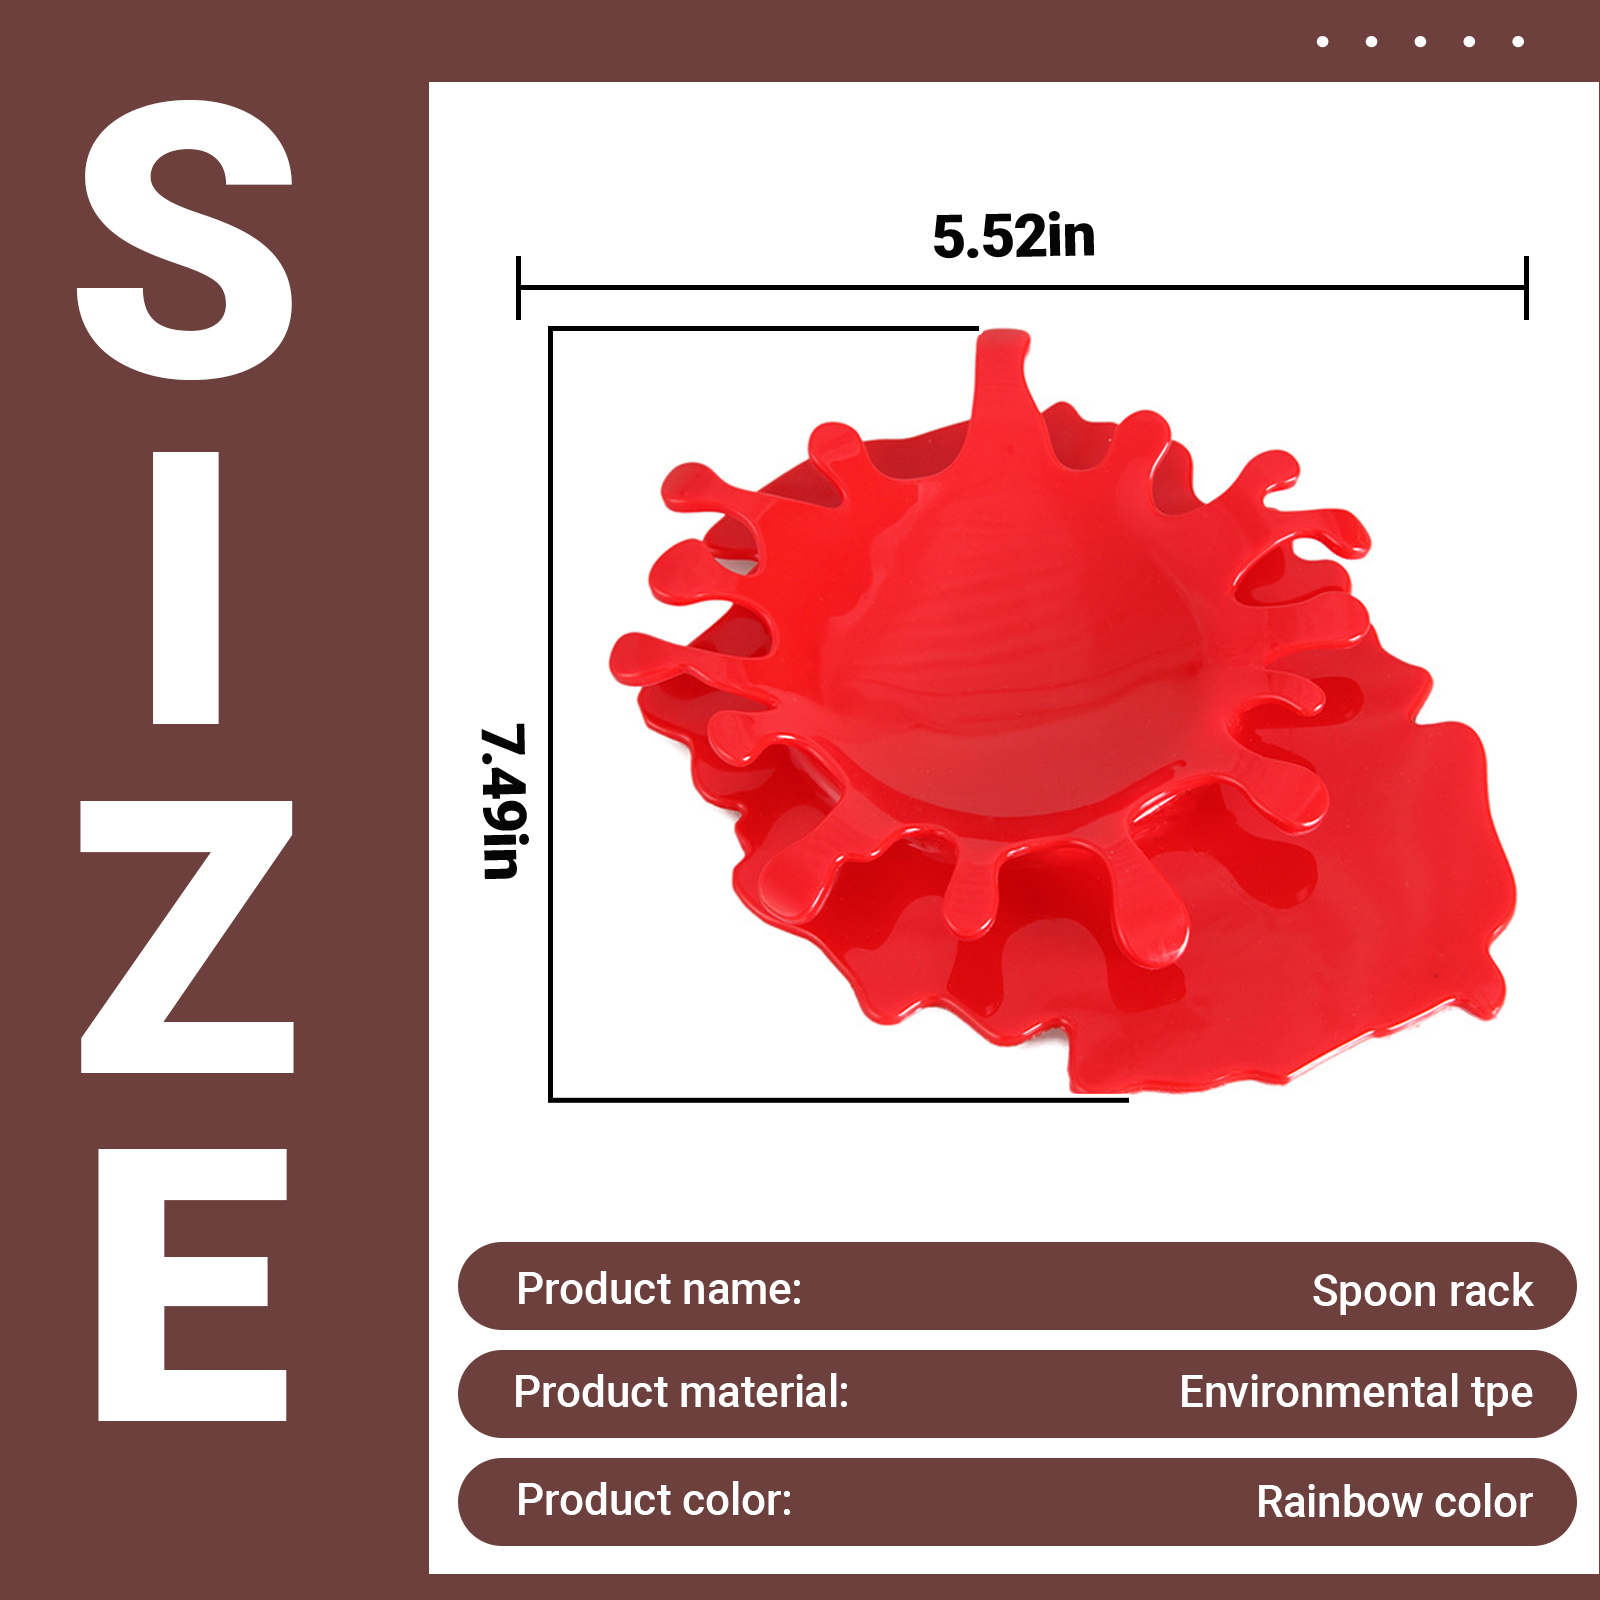 SIZE
5.52in
7.49in
Product name: Spoon rack
Product material: Environmental tpe
Product color: Rainbow color